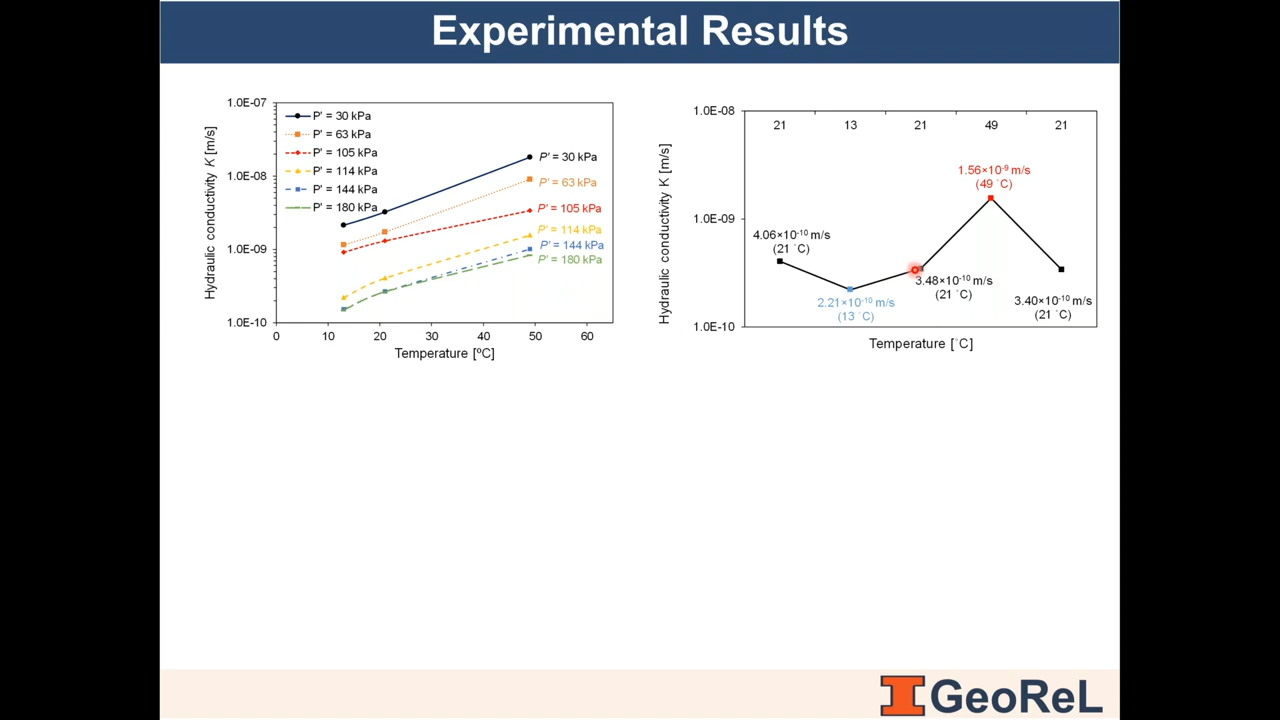 Experimental Results
1.0E-07
1.0E-08
1.0E-09
1.0E-10
Hydraulic conductivity K [m/s]
P' = 30 kPa
P' = 63 kPa
P' = 105 kPa
P' = 114 kPa
P' = 144 kPa
P' = 180 kPa
P' = 30 kPa
P' = 63 kPa
P' = 105 kPa
P' = 114 kPa
P' = 144 kPa
P' = 180 kPa
0 10 20 30 40 50 60
Temperature [ºC]
1.0E-08
1.0E-09
1.0E-10
Hydraulic conductivity K [m/s]
21 13 21 49 21
4.06×10⁻¹⁰ m/s
(21 ˚C)
2.21×10⁻¹⁰ m/s
(13 ˚C)
3.48×10⁻¹⁰ m/s
(21 ˚C)
1.56×10⁻⁹ m/s
(49 ˚C)
3.40×10⁻¹⁰ m/s
(21 ˚C)
Temperature [˚C]
GeoReL